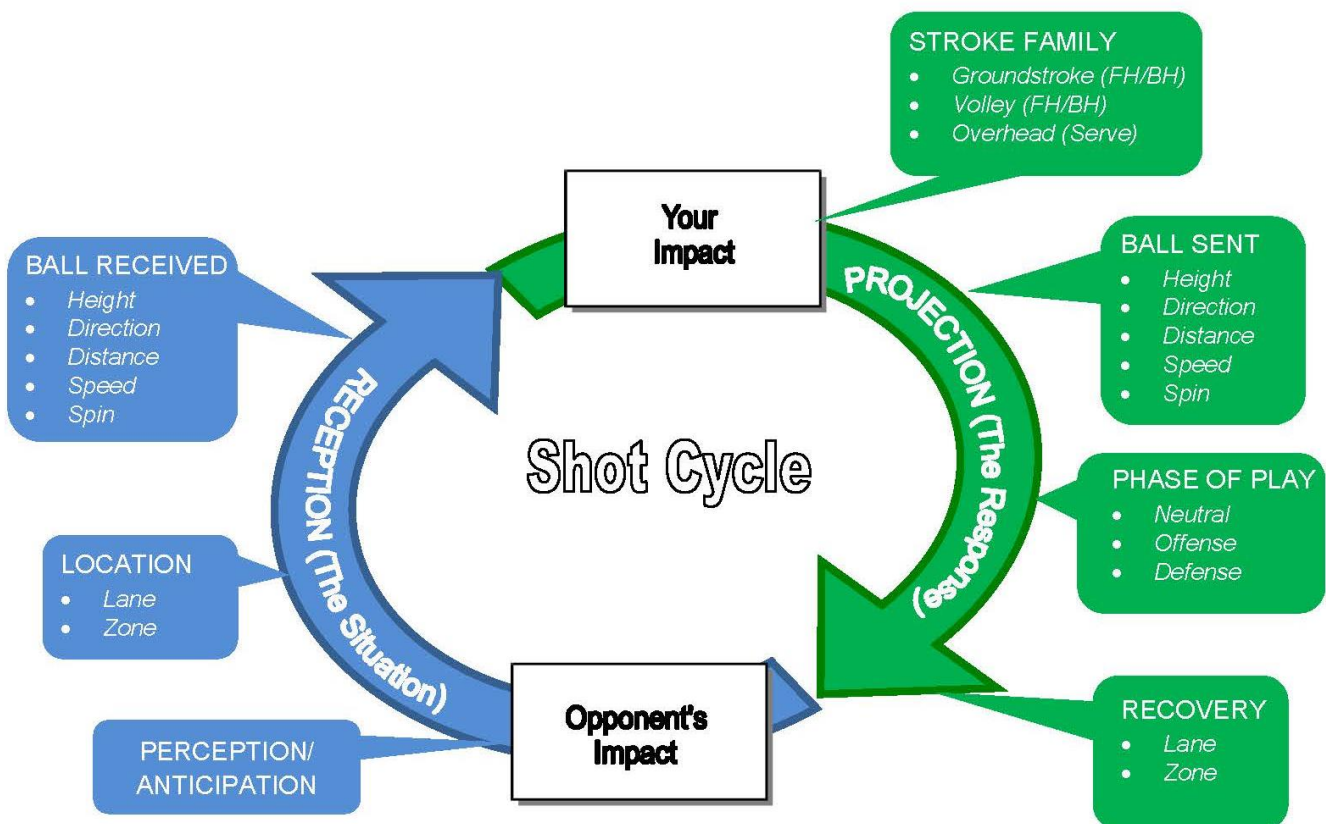 STROKE FAMILY
• Groundstroke (FH/BH)
• Volley (FH/BH)
• Overhead (Serve)
Your
Impact
BALL SENT
• Height
• Direction
• Distance
• Speed
• Spin
PROJECTION (The Response)
PHASE OF PLAY
• Neutral
• Offense
• Defense
RECOVERY
• Lane
• Zone
Shot Cycle
Opponent's
Impact
PERCEPTION/
ANTICIPATION
RECEPTION (The Situation)
LOCATION
• Lane
• Zone
BALL RECEIVED
• Height
• Direction
• Distance
• Speed
• Spin